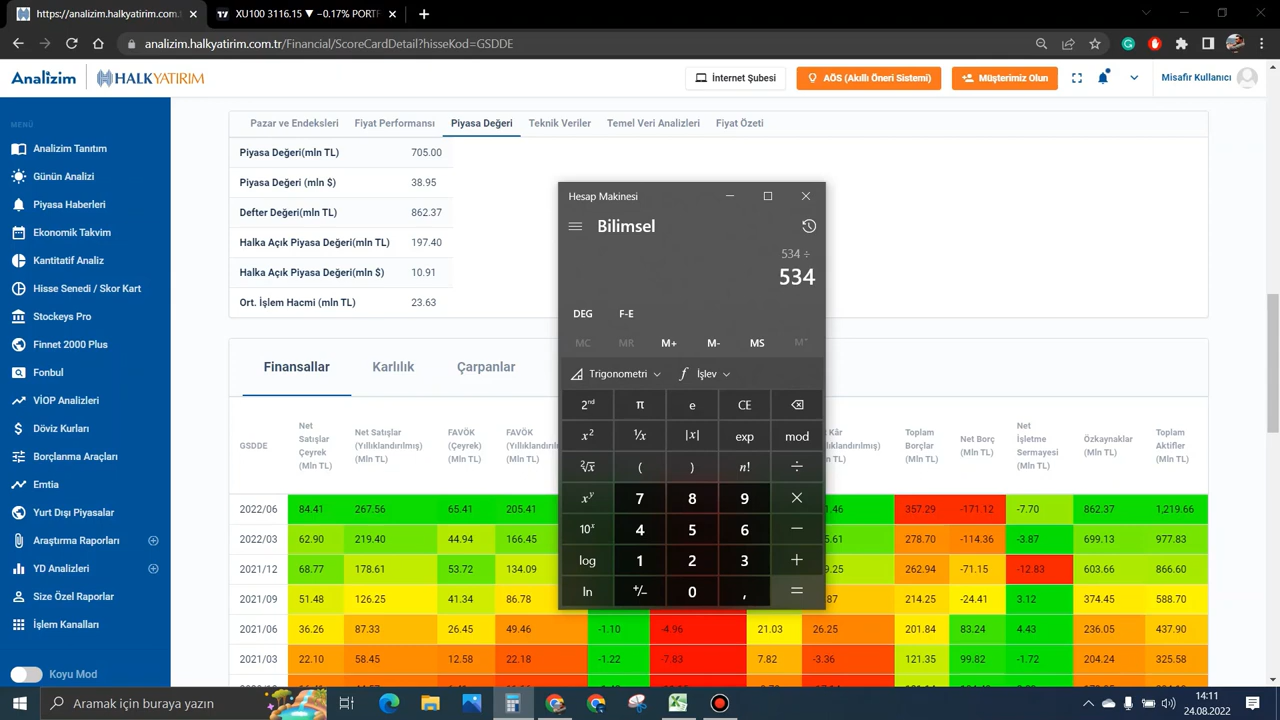 https://analizim.halkyatirim.com.tr
XU100 3116.15 ▼ −0.17% PORTF
analizim.halkyatirim.com.tr/Financial/ScoreCardDetail?hisseKod=GSDDE
Analizim
HALKYATIRIM
İnternet Şubesi
AÖS (Akıllı Öneri Sistemi)
Müşterimiz Olun
Misafir Kullanıcı
MENÜ
Analizim Tanıtım
Günün Analizi
Piyasa Haberleri
Ekonomik Takvim
Kantitatif Analiz
Hisse Senedi / Skor Kart
Stockeys Pro
Finnet 2000 Plus
Fonbul
VİOP Analizleri
Döviz Kurları
Borçlanma Araçları
Emtia
Yurt Dışı Piyasalar
Araştırma Raporları
YD Analizleri
Size Özel Raporlar
İşlem Kanalları
Koyu Mod
Pazar ve Endeksleri Fiyat Performansı Piyasa Değeri Teknik Veriler Temel Veri Analizleri Fiyat Özeti
Piyasa Değeri(mln TL) 705.00
Piyasa Değeri (mln $) 38.95
Defter Değeri(mln TL) 862.37
Halka Açık Piyasa Değeri(mln TL) 197.40
Halka Açık Piyasa Değeri(mln $) 10.91
Ort. İşlem Hacmi (mln TL) 23.63
Hesap Makinesi
Bilimsel
534 ÷
534
DEG F-E
MC MR M+ M- MS M˅
Trigonometri İşlev
2nd π e CE
x² ¹/x |x| exp mod
²√x ( ) n! ÷
xʸ 7 8 9 ×
10ˣ 4 5 6 −
log 1 2 3 +
ln +/− 0 , =
Finansallar Karlılık Çarpanlar
GSDDE
Net Satışlar Çeyrek (Mln TL)
Net Satışlar (Yıllıklandırılmış) (Mln TL)
FAVÖK (Çeyrek) (Mln TL)
FAVÖK (Yıllıklandırılm
(Mln TL)
Kâr
ıklandırılmış)
n TL)
Toplam Borçlar (Mln TL)
Net Borç (Mln TL)
Net İşletme Sermayesi (Mln TL)
Özkaynaklar (Mln TL)
Toplam Aktifler (Mln TL)
2022/06 84.41 267.56 65.41 205.41 1.46 357.29 -171.12 -7.70 862.37 1,219.66
2022/03 62.90 219.40 44.94 166.45 5.61 278.70 -114.36 -3.87 699.13 977.83
2021/12 68.77 178.61 53.72 134.09 9.25 262.94 -71.15 -12.83 603.66 866.60
2021/09 51.48 126.25 41.34 86.78 87 214.25 -24.41 3.12 374.45 588.70
2021/06 36.26 87.33 26.45 49.46 -1.10 -4.96 21.03 26.25 201.84 83.24 4.43 236.05 437.90
2021/03 22.10 58.45 12.58 22.18 -1.22 -7.83 7.82 -3.36 121.35 99.82 -1.72 204.24 325.58
Aramak için buraya yazın
14:11
24.08.2022